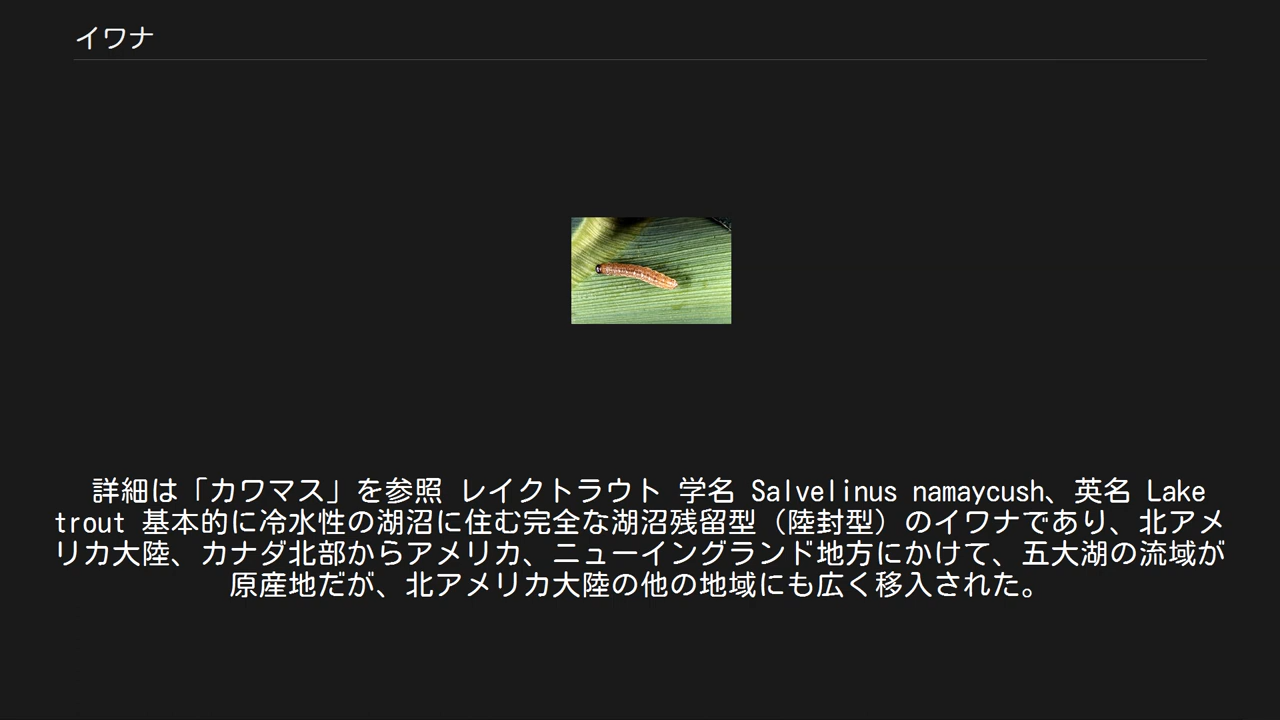 イワナ
詳細は「カワマス」を参照 レイクトラウト 学名 Salvelinus namaycush、英名 Lake
trout 基本的に冷水性の湖沼に住む完全な湖沼残留型（陸封型）のイワナであり、北アメ
リカ大陸、カナダ北部からアメリカ、ニューイングランド地方にかけて、五大湖の流域が
原産地だが、北アメリカ大陸の他の地域にも広く移入された。